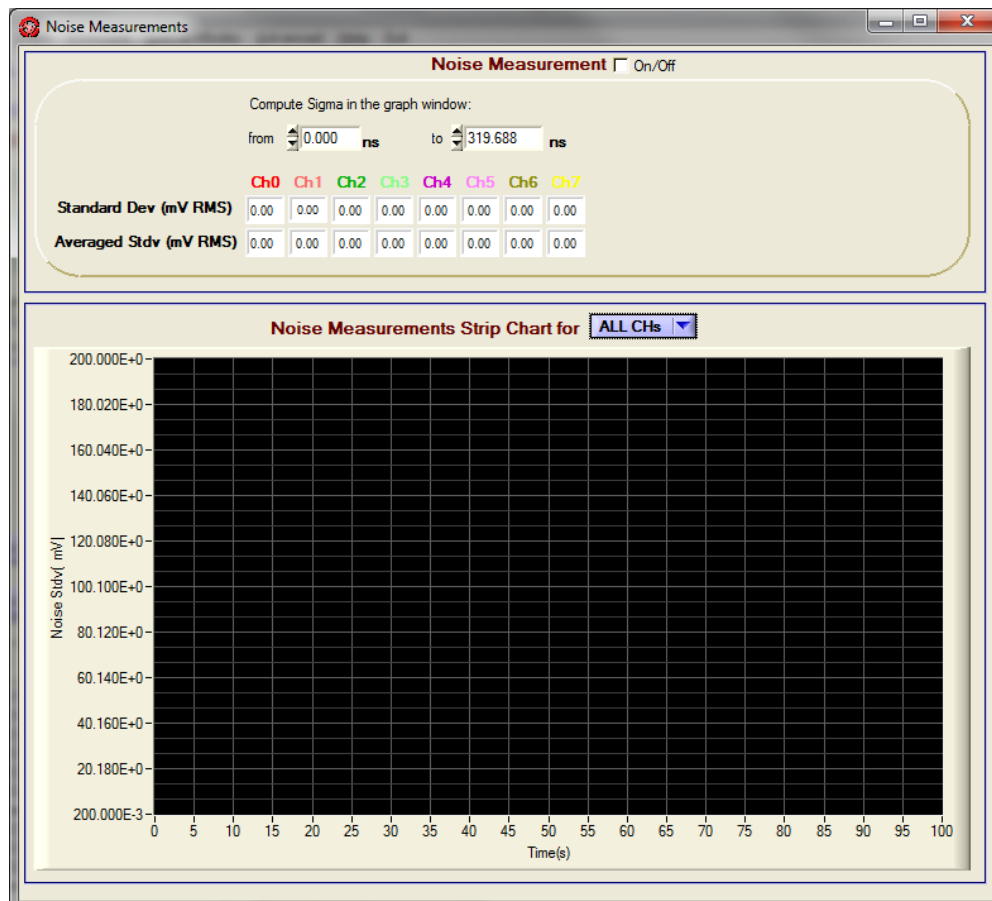 Noise Measurements
Noise Measurement On/Off
Compute Sigma in the graph window:
from 0.000 ns to 319.688 ns
Ch0 Ch1 Ch2 Ch3 Ch4 Ch5 Ch6 Ch7
Standard Dev (mV RMS) 0.00 0.00 0.00 0.00 0.00 0.00 0.00 0.00
Averaged Stdv (mV RMS) 0.00 0.00 0.00 0.00 0.00 0.00 0.00 0.00
Noise Measurements Strip Chart for ALL CHs
200.000E+0
180.020E+0
160.040E+0
140.060E+0
120.080E+0
100.100E+0
80.120E+0
60.140E+0
40.160E+0
20.180E+0
200.000E-3
Noise Stdv[ mV]
0 5 10 15 20 25 30 35 40 45 50 55 60 65 70 75 80 85 90 95 100
Time(s)